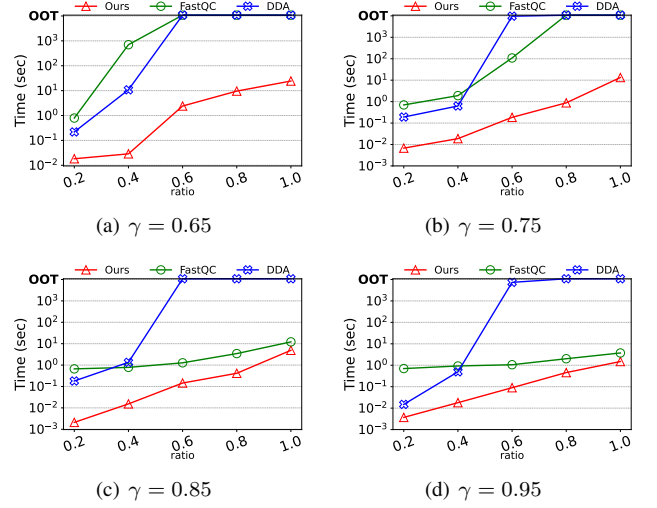 Ours FastQC DDA
OOT
10³
10²
10¹
10⁰
10⁻¹
10⁻²
Time (sec)
0.2 0.4 0.6 0.8 1.0
ratio
(a) γ = 0.65
Ours FastQC DDA
OOT
10³
10²
10¹
10⁰
10⁻¹
10⁻²
10⁻³
Time (sec)
0.2 0.4 0.6 0.8 1.0
ratio
(b) γ = 0.75
Ours FastQC DDA
OOT
10³
10²
10¹
10⁰
10⁻¹
10⁻²
10⁻³
Time (sec)
0.2 0.4 0.6 0.8 1.0
ratio
(c) γ = 0.85
Ours FastQC DDA
OOT
10³
10²
10¹
10⁰
10⁻¹
10⁻²
10⁻³
Time (sec)
0.2 0.4 0.6 0.8 1.0
ratio
(d) γ = 0.95